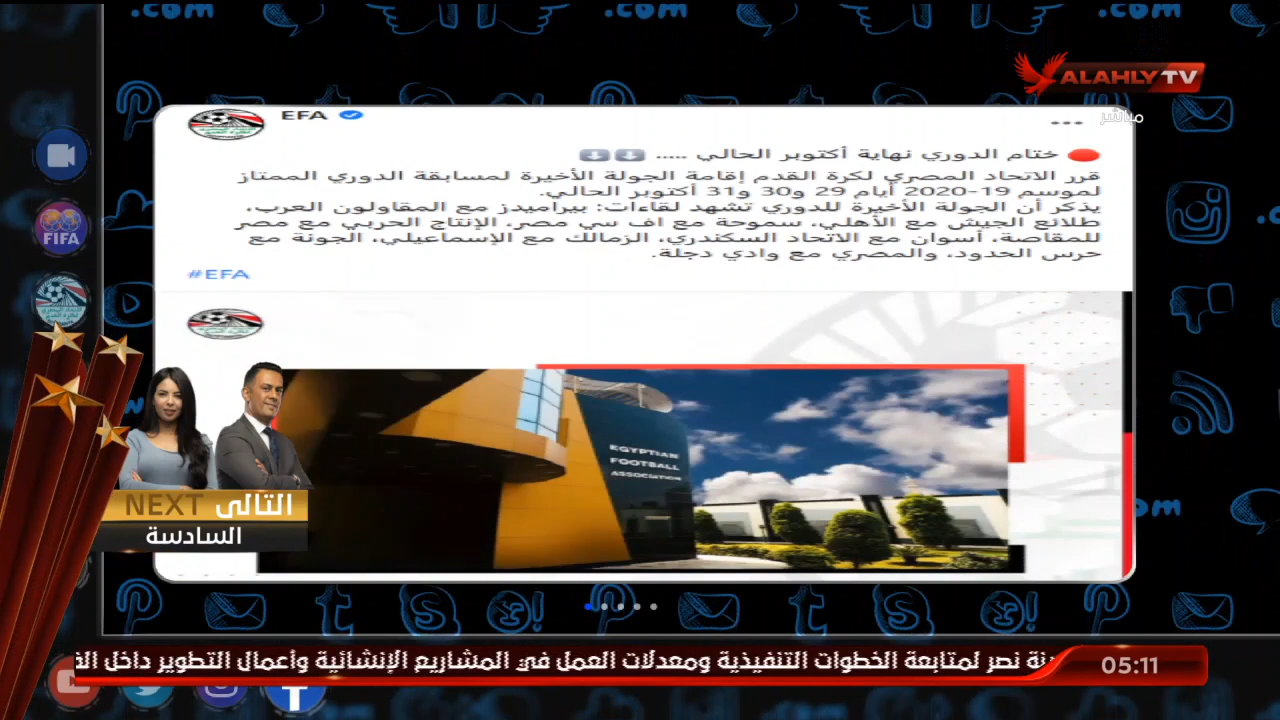 .com
.com
.com
ALAHLY TV
مباشر
EFA
🔴 ختام الدوري نهاية أكتوبر الحالي ..... ⬇️⬇️
قرر الاتحاد المصري لكرة القدم إقامة الجولة الأخيرة لمسابقة الدوري الممتاز
لموسم 19-2020 أيام 29 و30 و31 أكتوبر الحالي.
يذكر أن الجولة الأخيرة للدوري تشهد لقاءات: بيراميدز مع المقاولون العرب،
طلائع الجيش مع الأهلي، سموحة مع اف سي مصر، الإنتاج الحربي مع مصر
للمقاصة، أسوان مع الاتحاد السكندري، الزمالك مع الإسماعيلي، الجونة مع
حرس الحدود، والمصري مع وادي دجلة.
#EFA
FIFA
EGYPTIAN
FOOTBALL
ASSOCIATION
التالى NEXT
السادسة
نصر لمتابعة الخطوات التنفيذية ومعدلات العمل في المشاريع الإنشائية وأعمال التطوير داخل
05:11